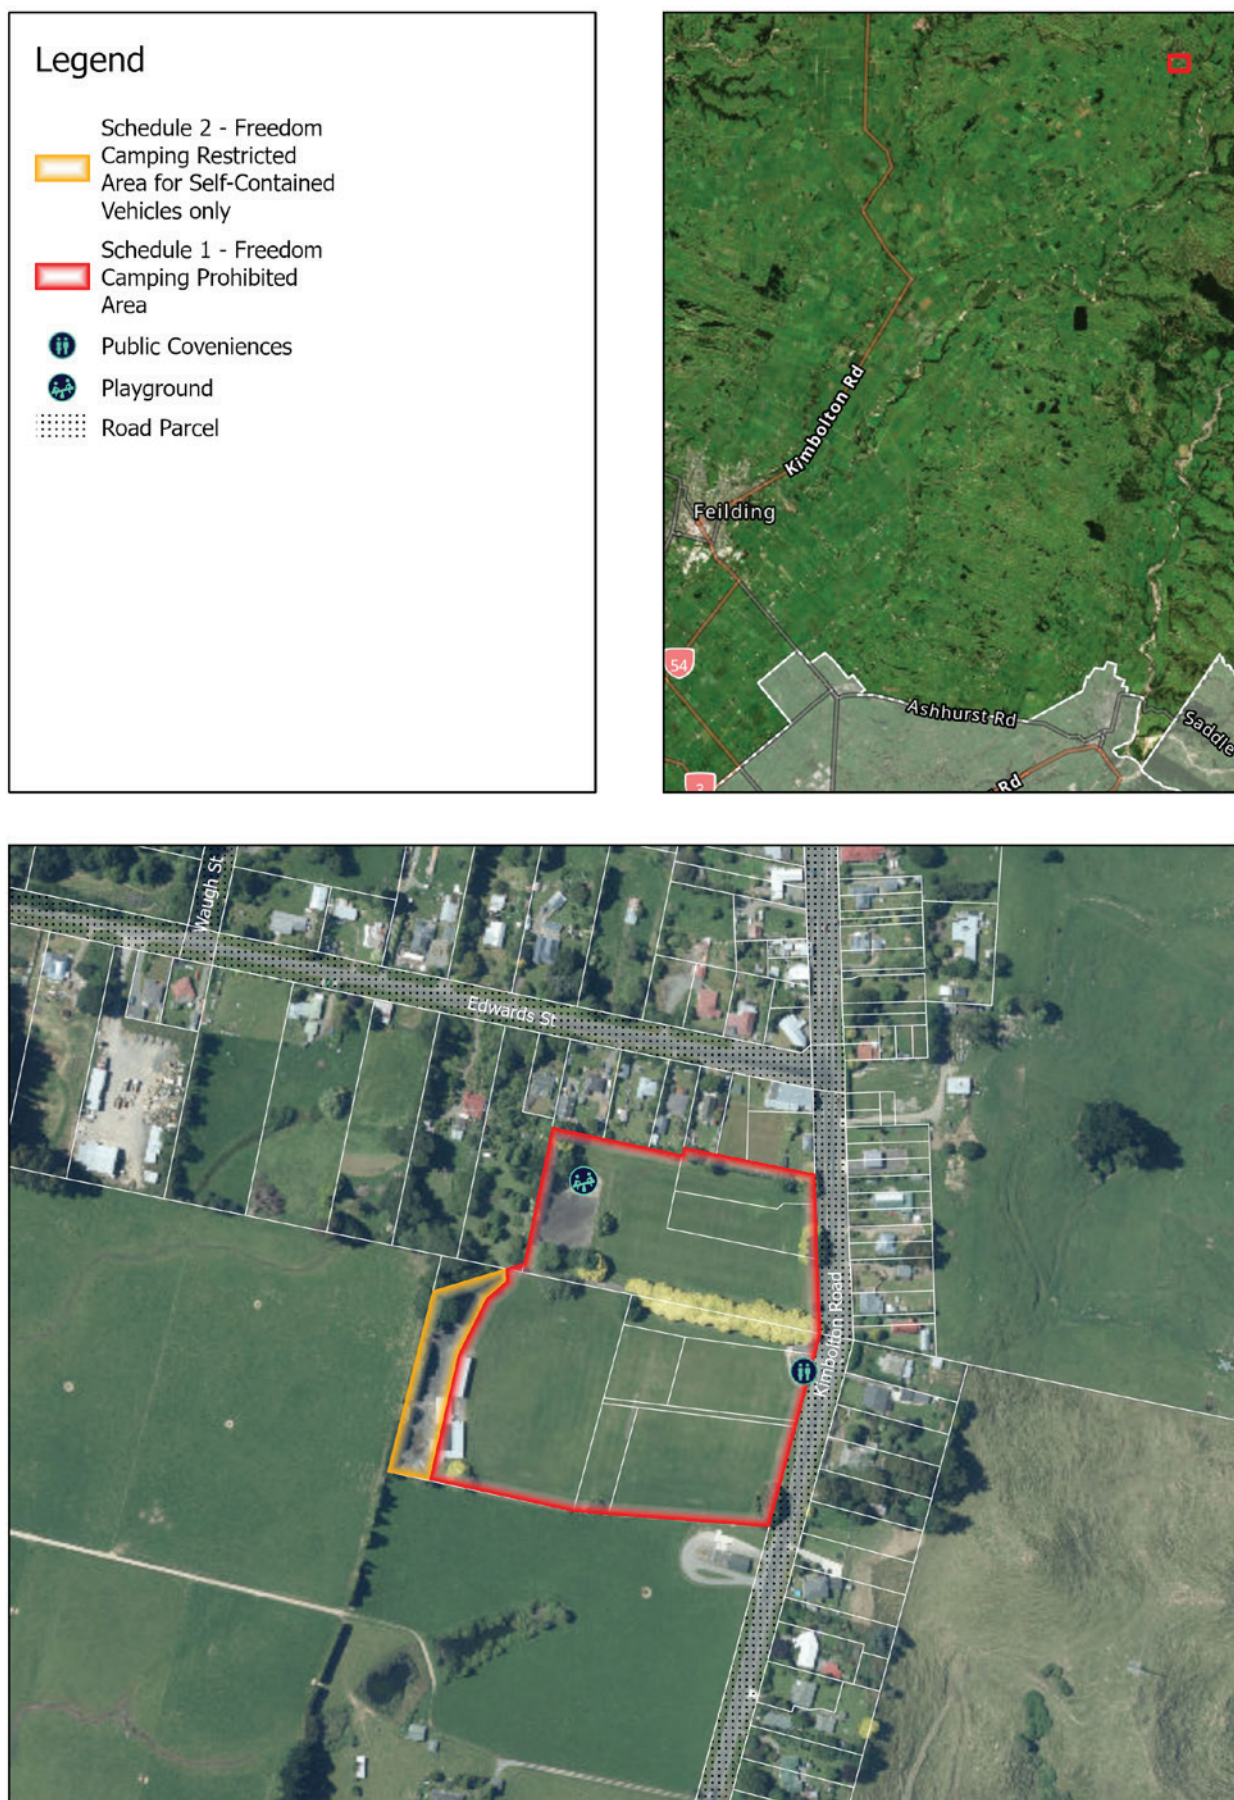 Legend
Schedule 2 - Freedom
Camping Restricted
Area for Self-Contained
Vehicles only
Schedule 1 - Freedom
Camping Prohibited
Area
Public Coveniences
Playground
Road Parcel
Kimbolton Rd
Feilding
54
Ashhurst Rd
Saddle
3
Rd
Waugh St
Edwards St
Kimbolton Road